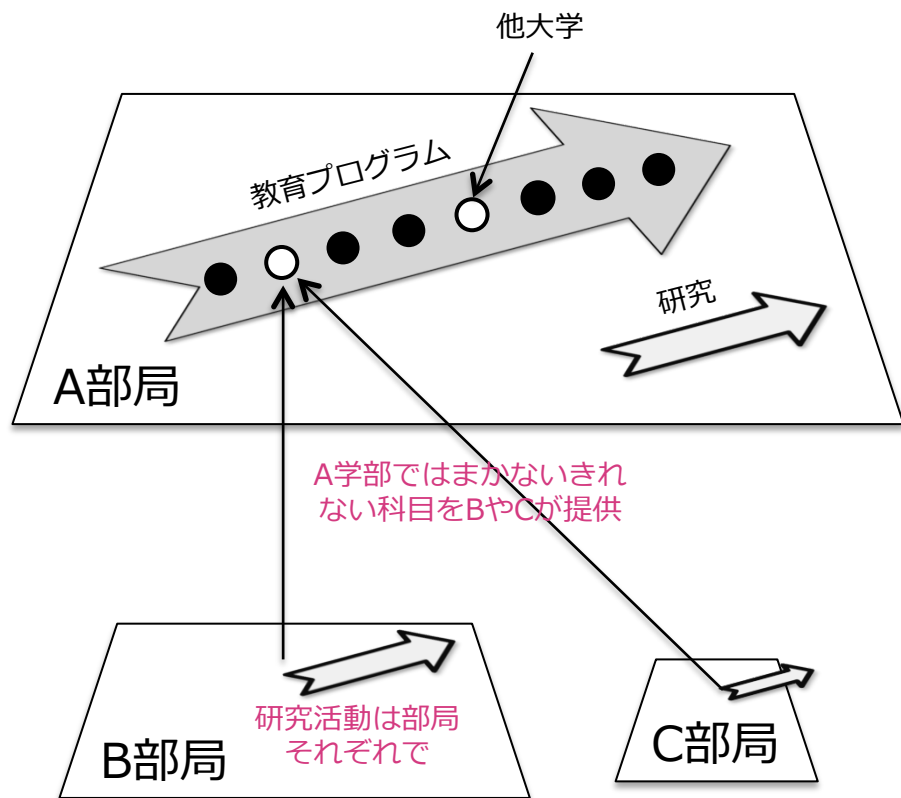 他大学
教育プログラム
研究
A部局
A学部ではまかないきれ
ない科目をBやCが提供
研究活動は部局
それぞれで
B部局
C部局